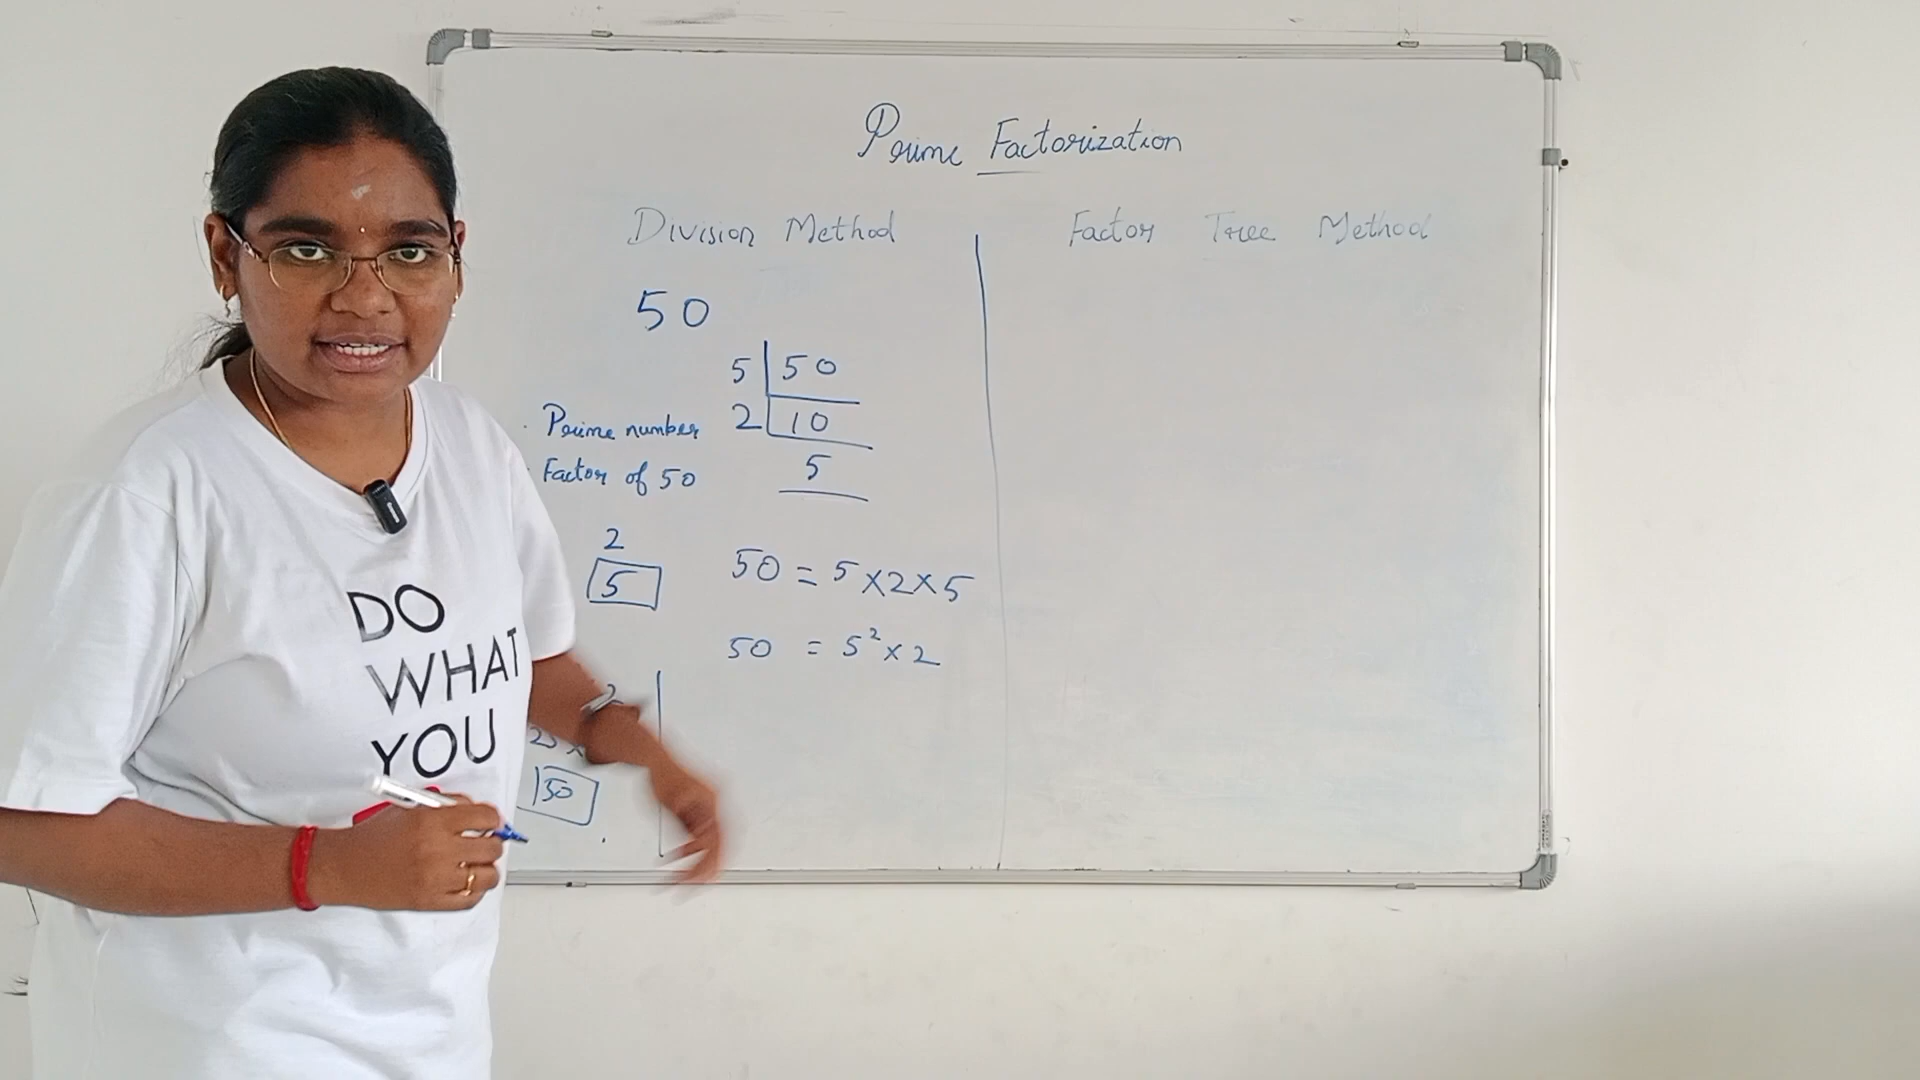 Prime Factorization
Division Method
Factor Tree Method
50
5 50
Prime number 2 10
Factor of 50 5
2
5
50 = 5 × 2 × 5
50 = 5² × 2
50
DO
WHAT
YOU